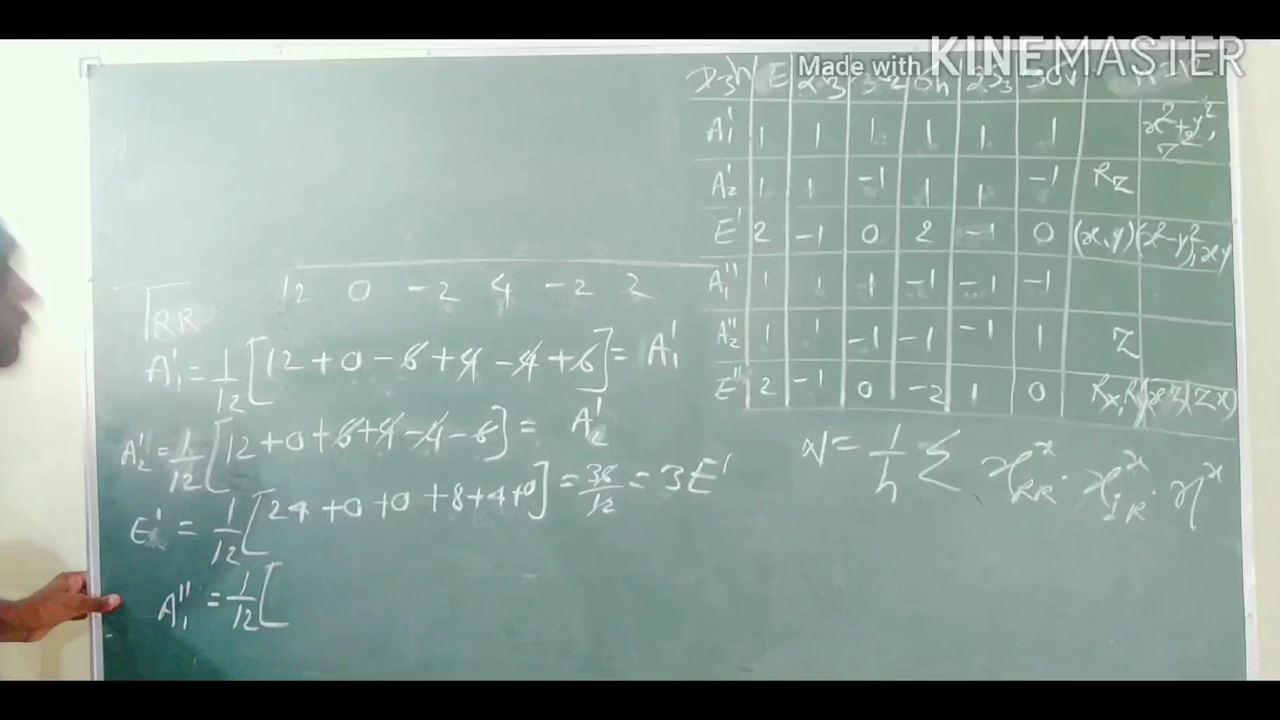 Made with KINEMASTER
D3h E 2C3 3C2 σh 2S3 3σv
A1' 1 1 1 1 1 1 x²+y², z²
A2' 1 1 -1 1 1 -1 Rz
E' 2 -1 0 2 -1 0 (x,y) (x²-y²), xy
A1'' 1 1 1 -1 -1 -1
A2'' 1 1 -1 -1 -1 1 Z
E'' 2 -1 0 -2 1 0 Rx, R (xz)(zx)
ΓRR 12 0 -2 4 -2 2
A1' = 1/12 [12+0-6+4-4+6] = A1'
A2' = 1/12 [12+0+6+4-4-6] = A2'
E' = 1/12 [24+0+0+8+4+0] = 36/12 = 3E'
A1'' = 1/12 [
N = 1/h Σ χ^x RR · χ^x IR · η^x